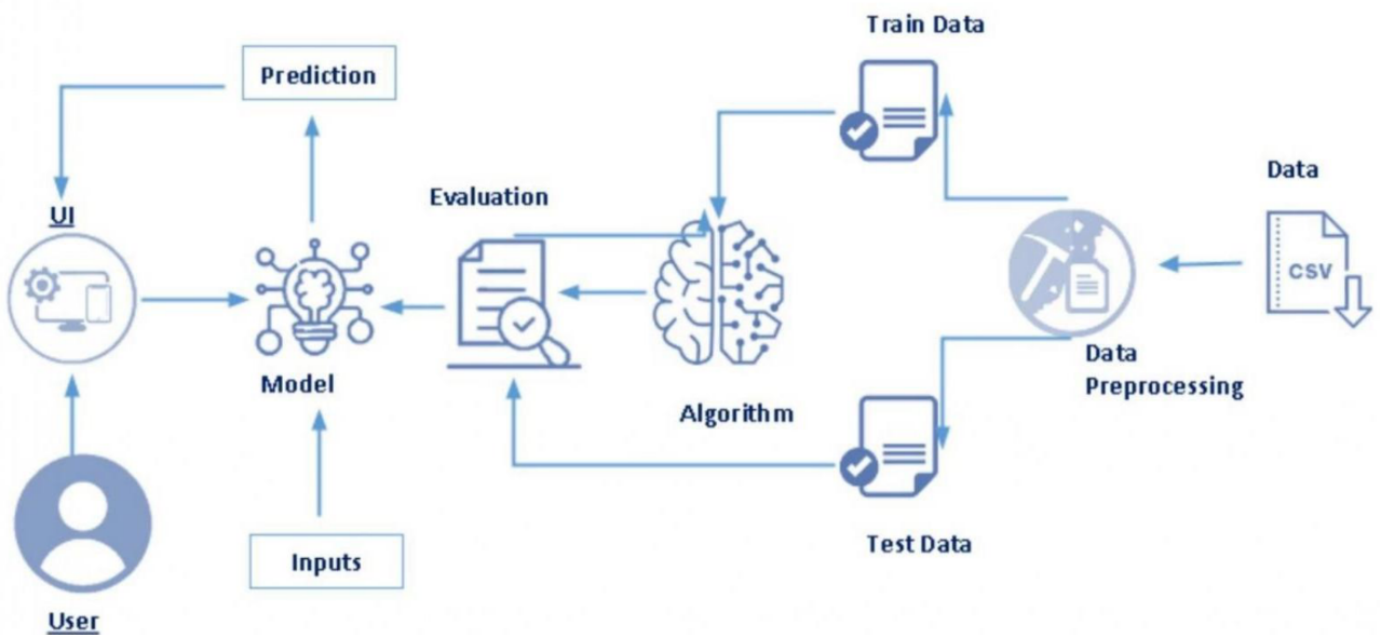 Train Data
Prediction
Data
Evaluation
UI
CSV
Data
Preprocessing
Model
Algorithm
Test Data
Inputs
User